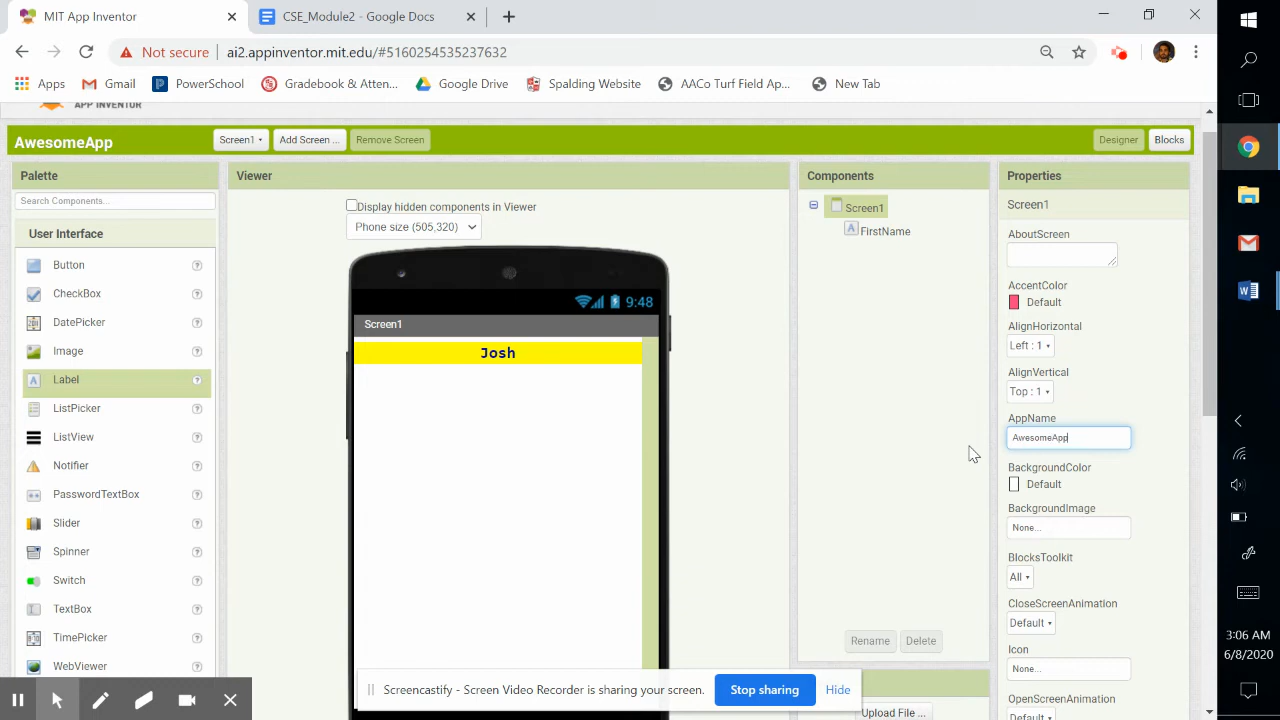 MIT App Inventor
CSE_Module2 - Google Docs
Not secure
ai2.appinventor.mit.edu/#5160254535237632
Apps
Gmail
PowerSchool
Gradebook & Atten...
Google Drive
Spalding Website
AACo Turf Field Ap...
New Tab
APP INVENTOR
AwesomeApp
Screen1
Add Screen ...
Remove Screen
Designer
Blocks
Palette
Viewer
Components
Properties
Search Components...
User Interface
Button ?
CheckBox ?
DatePicker ?
Image ?
Label ?
ListPicker ?
ListView ?
Notifier ?
PasswordTextBox ?
Slider ?
Spinner ?
Switch ?
TextBox ?
TimePicker ?
WebViewer ?
Display hidden components in Viewer
Phone size (505,320)
9:48
Screen1
Josh
Screen1
FirstName
Rename
Delete
Upload File ...
Screen1
AboutScreen
AccentColor
Default
AlignHorizontal
Left : 1
AlignVertical
Top : 1
AppName
AwesomeApp
BackgroundColor
Default
BackgroundImage
None...
BlocksToolkit
All
CloseScreenAnimation
Default
Icon
None...
OpenScreenAnimation
Default
Screencastify - Screen Video Recorder is sharing your screen.
Stop sharing
Hide
3:06 AM
6/8/2020